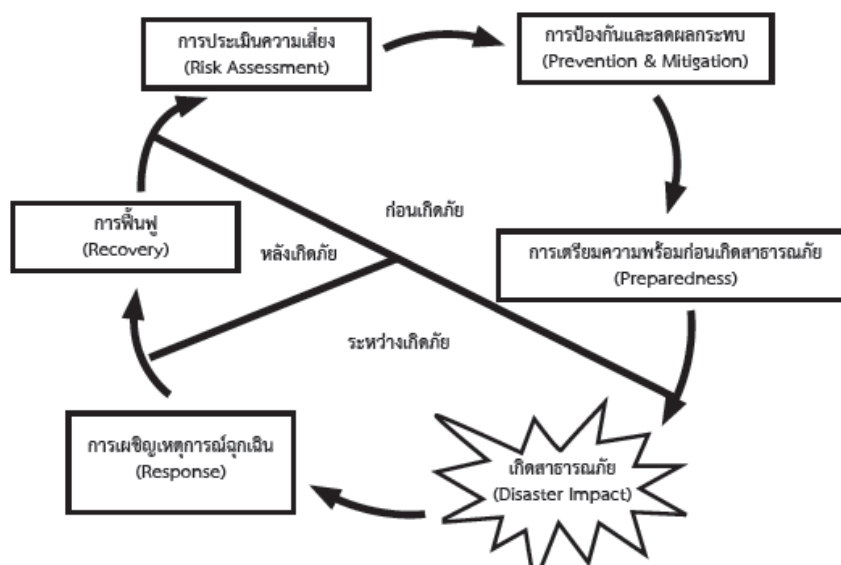 การประเมินความเสี่ยง
(Risk Assessment)
การป้องกันและลดผลกระทบ
(Prevention & Mitigation)
การฟื้นฟู
(Recovery)
ก่อนเกิดภัย
หลังเกิดภัย
การเตรียมความพร้อมก่อนเกิดสาธารณภัย
(Preparedness)
ระหว่างเกิดภัย
การเผชิญเหตุการณ์ฉุกเฉิน
(Response)
เกิดสาธารณภัย
(Disaster Impact)